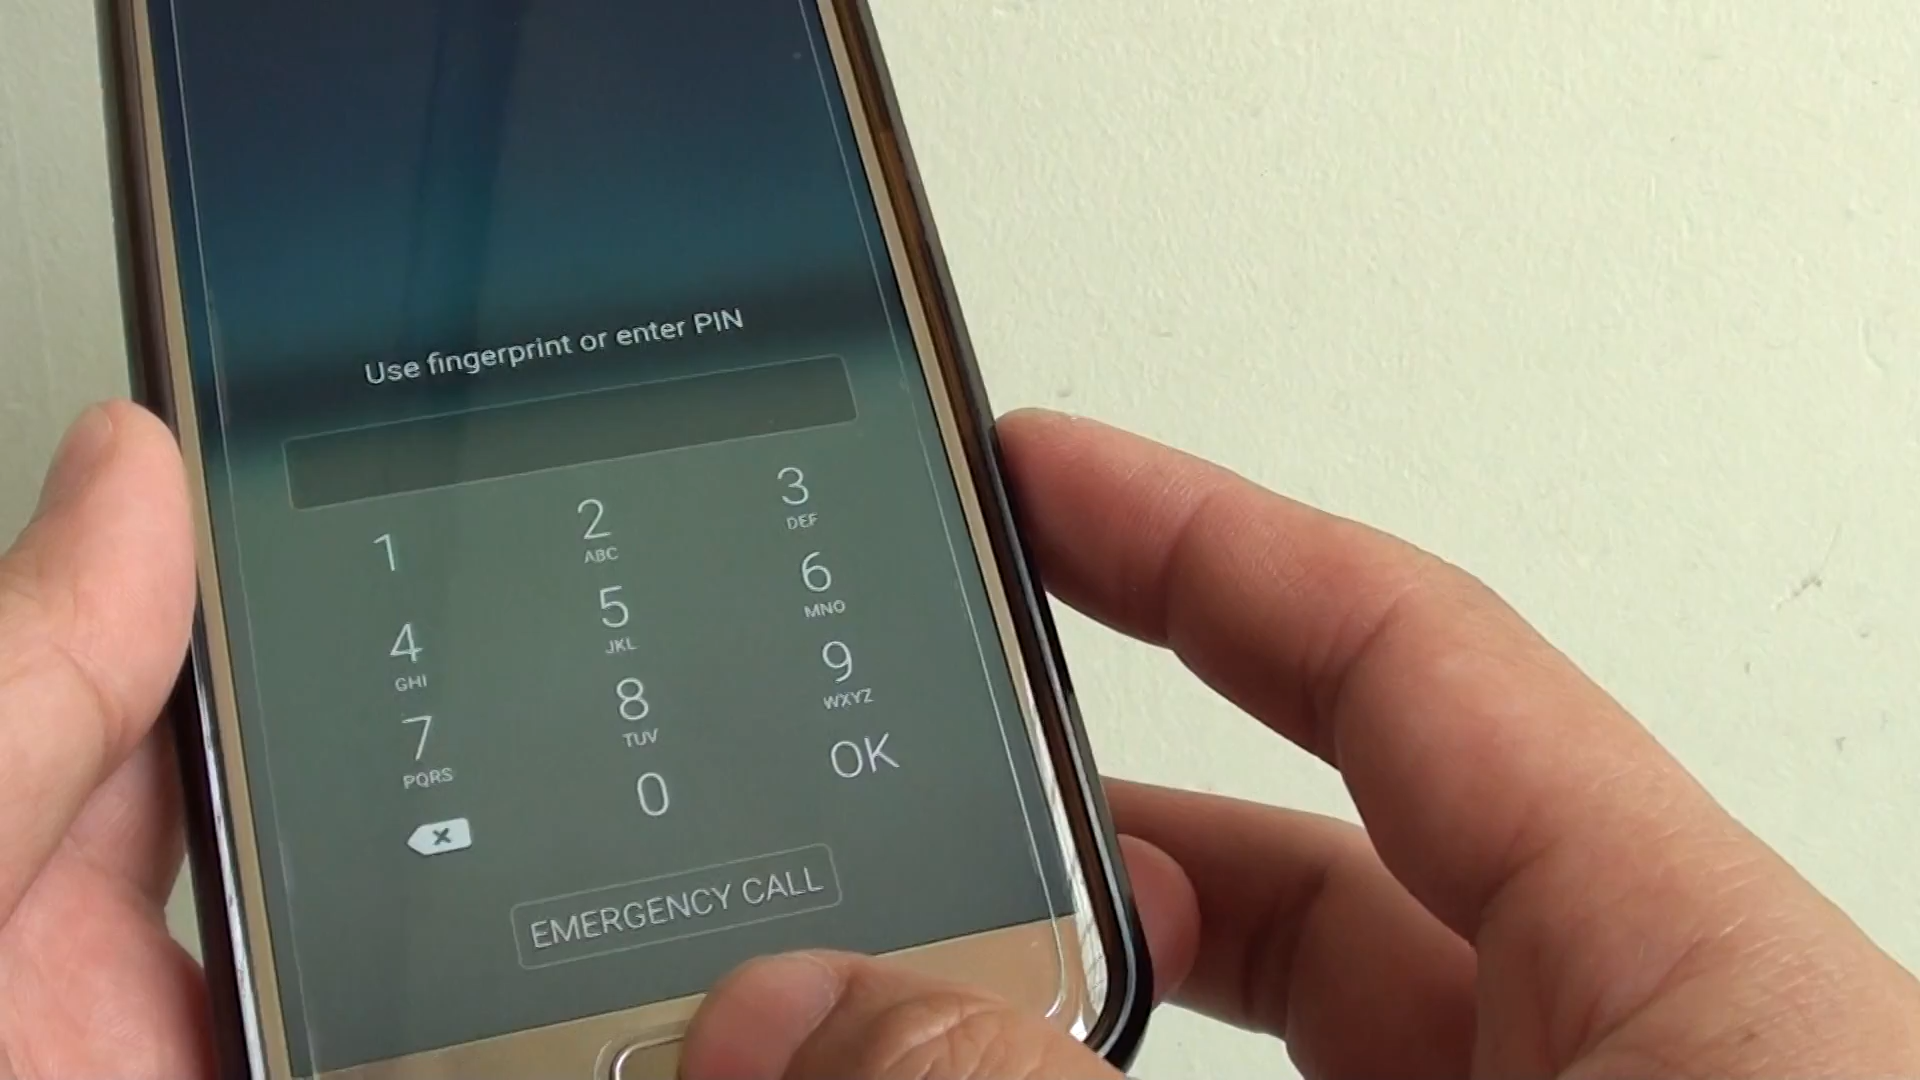 Use fingerprint or enter PIN
1
2
ABC
3
DEF
4
GHI
5
JKL
6
MNO
7
PQRS
8
TUV
9
WXYZ
0
OK
EMERGENCY CALL